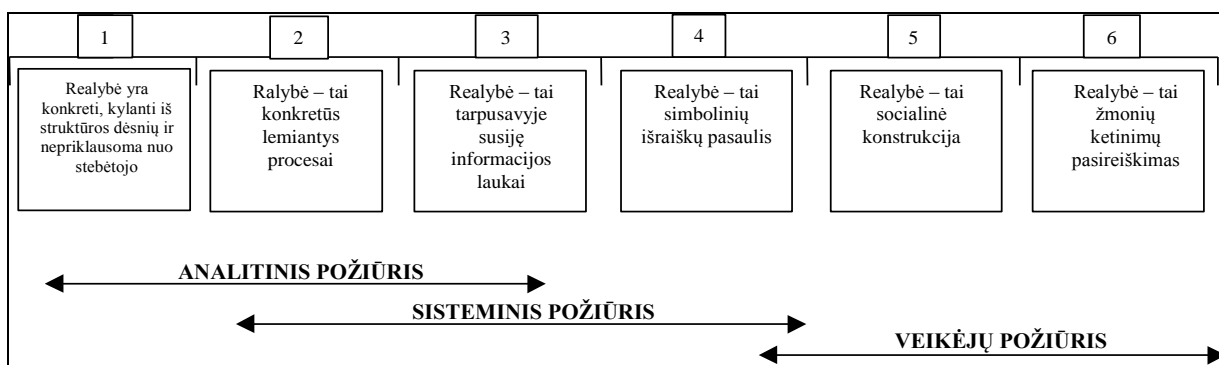 1
2
3
4
5
6
Realybė yra
konkreti, kylanti iš
struktūros dėsnių ir
nepriklausoma nuo
stebėtojo
Ralybė – tai
konkretūs
lemiantys
procesai
Realybė – tai
tarpusavyje
susiję
informacijos
laukai
Realybė – tai
simbolinių
išraiškų pasaulis
Realybė – tai
socialinė
konstrukcija
Realybė – tai
žmonių
ketinimų
pasireiškimas
ANALITINIS POŽIŪRIS
SISTEMINIS POŽIŪRIS
VEIKĖJŲ POŽIŪRIS